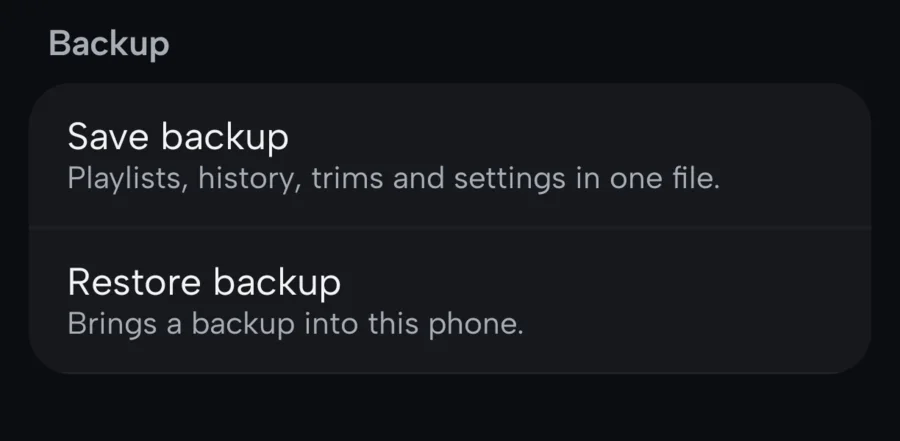 Backup
Save backup
Playlists, history, trims and settings in one file.
Restore backup
Brings a backup into this phone.